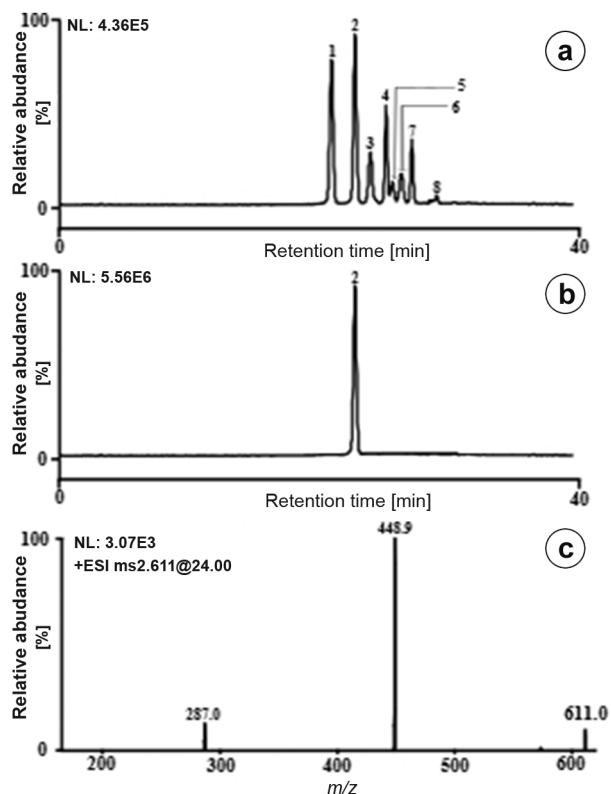 100
NL: 4.36E5
a
Relative abudance
[%]
1
2
3
4
5
6
7
8
0
0
40
Retention time [min]
100
NL: 5.56E6
b
Relative abudance
[%]
2
0
0
40
Retention time [min]
100
NL: 3.07E3
+ESI ms2.611@24.00
c
Relative abudance
[%]
448.9
287.0
611.0
0
200
300
400
500
600
m/z